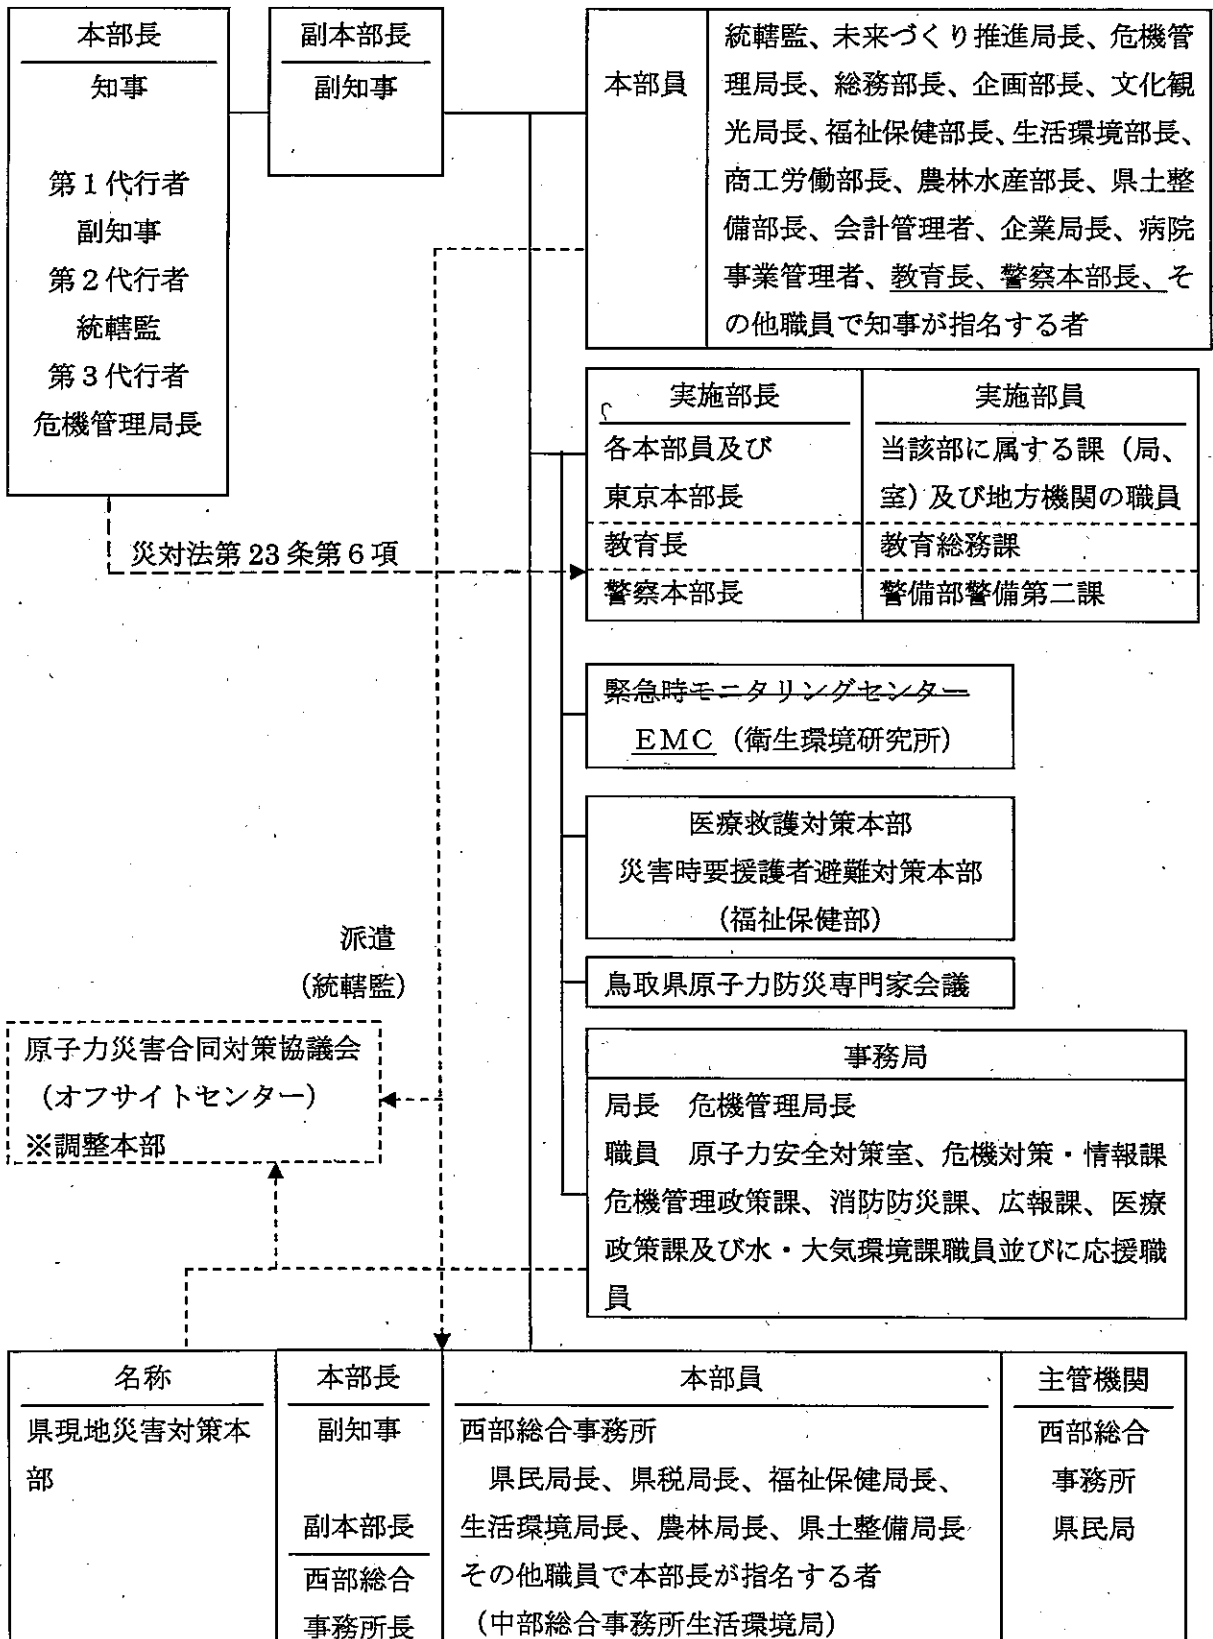 本部長
知事
第1代行者
副知事
第2代行者
統轄監
第3代行者
危機管理局長
副本部長
副知事
本部員
統轄監、未来づくり推進局長、危機管
理局長、総務部長、企画部長、文化観
光局長、福祉保健部長、生活環境部長、
商工労働部長、農林水産部長、県土整
備部長、会計管理者、企業局長、病院
事業管理者、教育長、警察本部長、そ
の他職員で知事が指名する者
実施部長
実施部員
各本部員及び
東京本部長
当該部に属する課(局、
室)及び地方機関の職員
教育長
教育総務課
警察本部長
警備部警備第二課
災対法第23条第6項
緊急時モニタリングセンター
EMC(衛生環境研究所)
医療救護対策本部
災害時要援護者避難対策本部
(福祉保健部)
派遣
(統轄監)
鳥取県原子力防災専門家会議
原子力災害合同対策協議会
(オフサイトセンター)
※調整本部
事務局
局長 危機管理局長
職員 原子力安全対策室、危機対策・情報課
危機管理政策課、消防防災課、広報課、医療
政策課及び水・大気環境課職員並びに応援職
員
名称
県現地災害対策本
部
本部長
副知事
副本部長
西部総合
事務所長
本部員
西部総合事務所
県民局長、県税局長、福祉保健局長、
生活環境局長、農林局長、県土整備局長
その他職員で本部長が指名する者
(中部総合事務所生活環境局)
主管機関
西部総合
事務所
県民局